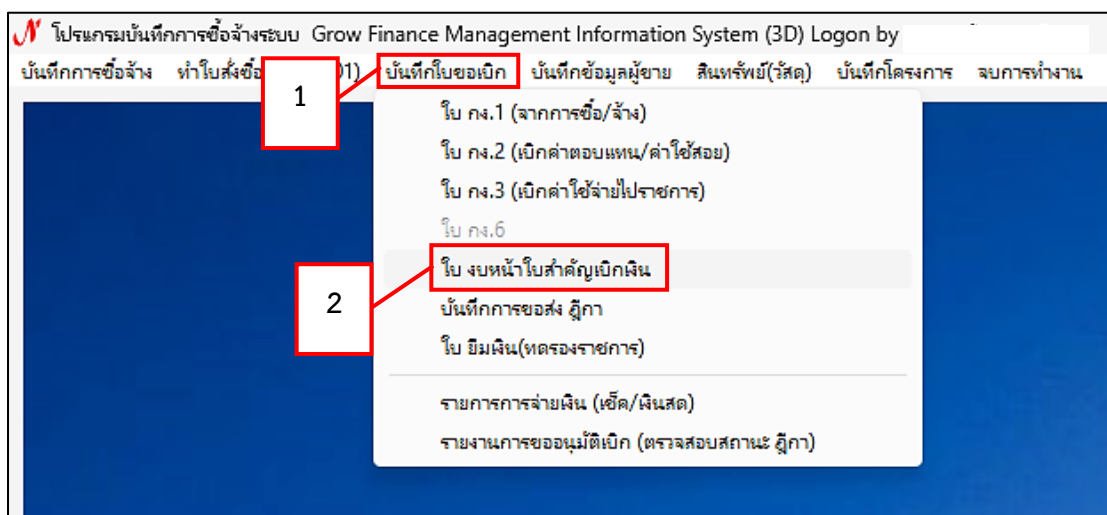 โปรแกรมบันทึกการซื้อจ้างระบบ Grow Finance Management Information System (3D) Logon by
บันทึกการซื้อจ้าง ทำใบสั่งซื้อ 01) บันทึกใบขอเบิก บันทึกข้อมูลผู้ขาย สินทรัพย์(วัสดุ) บันทึกโครงการ จบการทำงาน
1
ใบ กง.1 (จากการซื้อ/จ้าง)
ใบ กง.2 (เบิกค่าตอบแทน/ค่าใช้สอย)
ใบ กง.3 (เบิกค่าใช้จ่ายไปราชการ)
ใบ กง.6
ใบ งบหน้าใบสำคัญเบิกเงิน
2
บันทึกการขอส่ง ฎีกา
ใบ ยืมเงิน(ทดรองราชการ)
รายการการจ่ายเงิน (เช็ค/เงินสด)
รายงานการขออนุมัติเบิก (ตรวจสอบสถานะ ฎีกา)